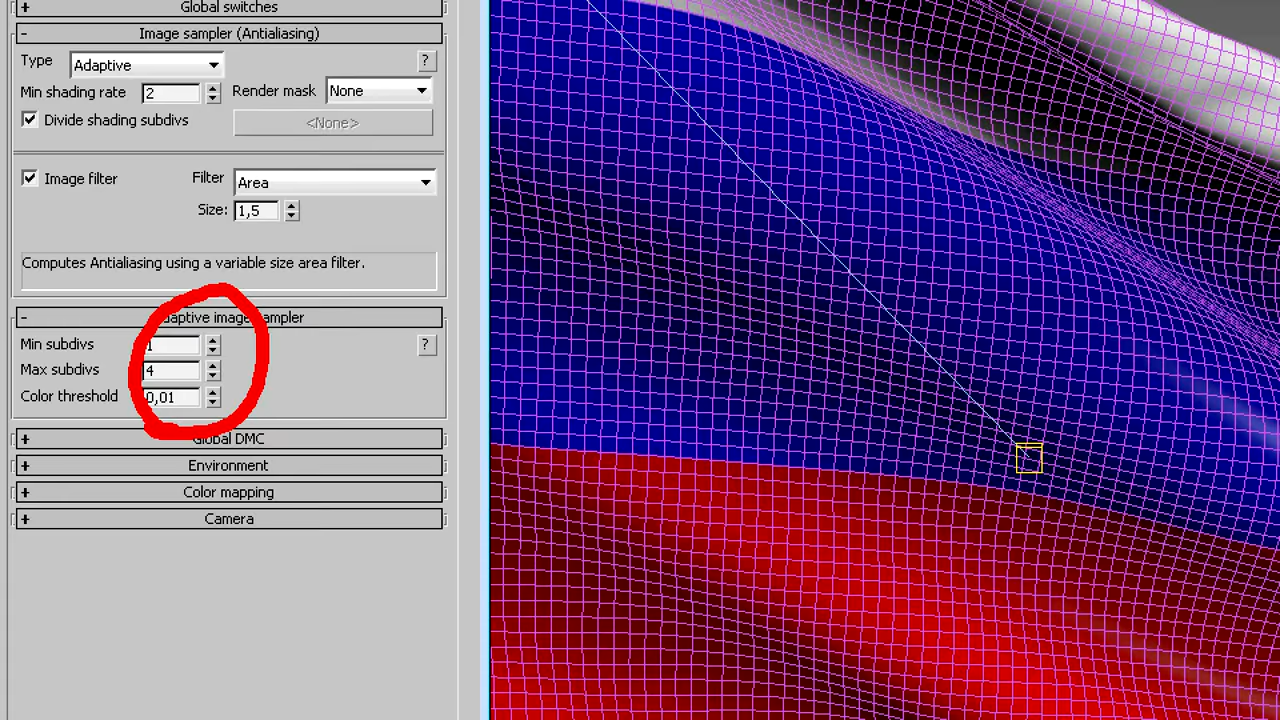 + Global switches
- Image sampler (Antialiasing)
Type Adaptive ?
Min shading rate 2 Render mask None
Divide shading subdivs <None>
Image filter Filter Area
Size: 1,5
Computes Antialiasing using a variable size area filter.
- daptive image sampler
Min subdivs 1 ?
Max subdivs 4
Color threshold 0,01
+ Global DMC
+ Environment
+ Color mapping
+ Camera